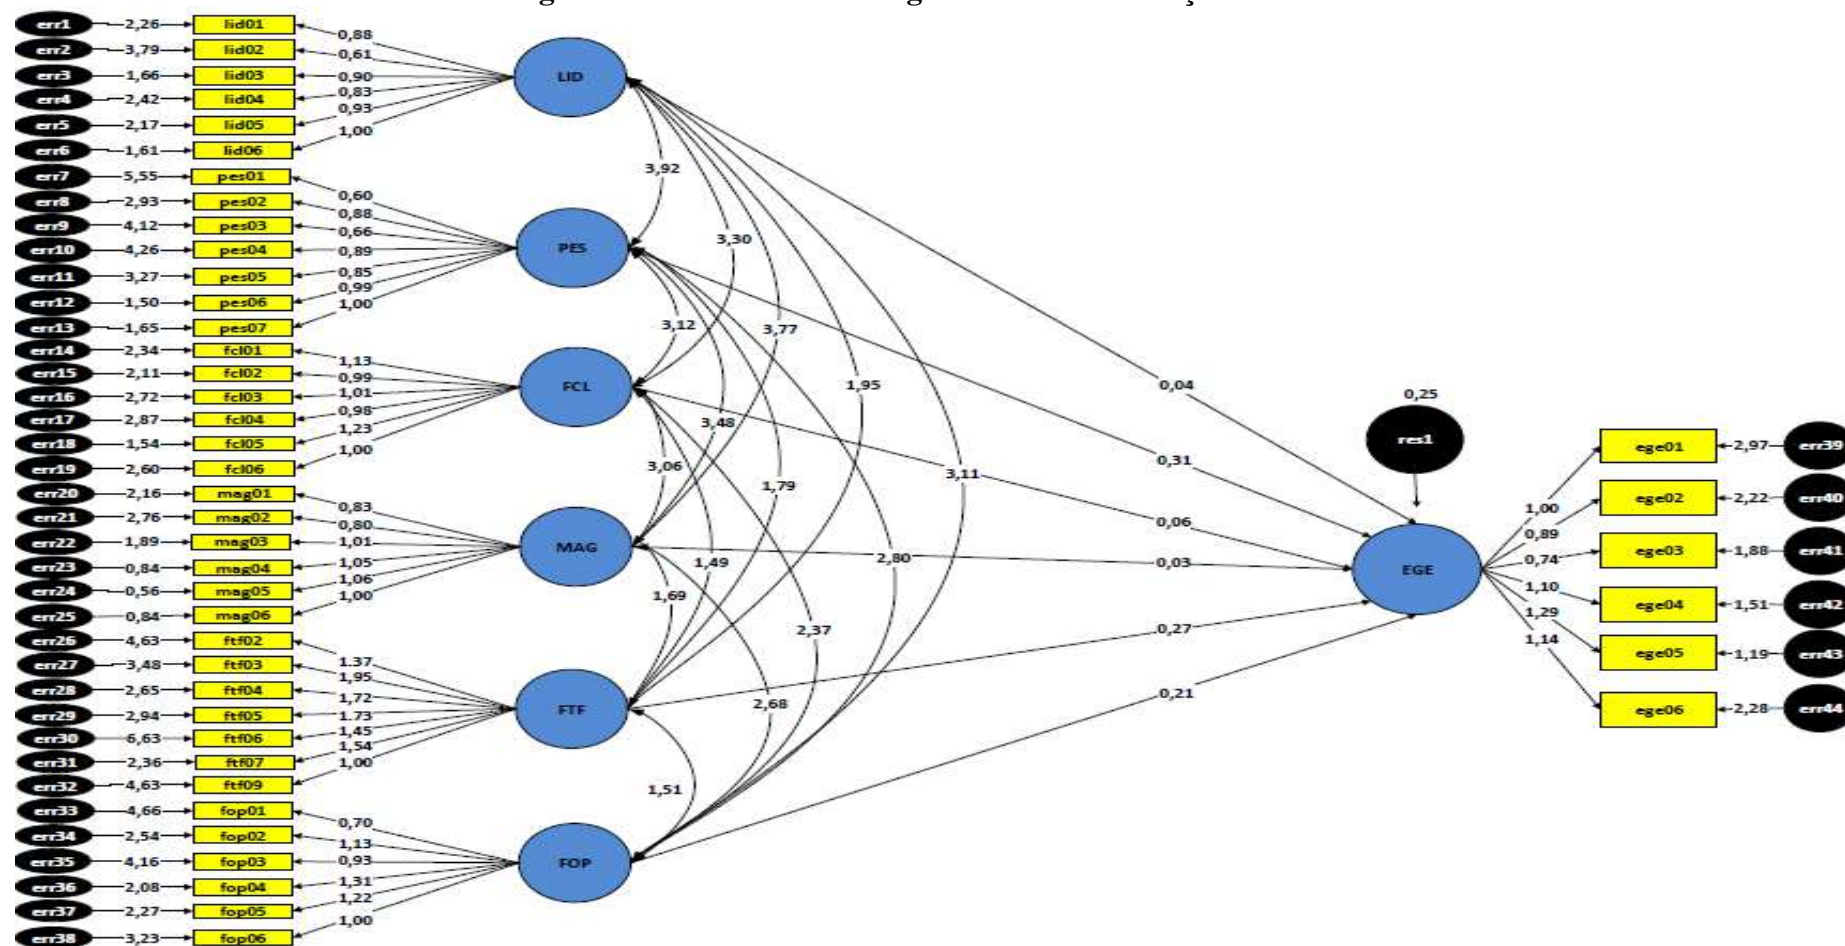 err1 2,26 lid01 0,88
err2 3,79 lid02 0,61
err3 1,66 lid03 0,90
err4 2,42 lid04 0,83
err5 2,17 lid05 0,93
err6 1,61 lid06 1,00
LID
err7 5,55 pes01 0,60
err8 2,93 pes02 0,88
err9 4,12 pes03 0,66
err10 4,26 pes04 0,89
err11 3,27 pes05 0,85
err12 1,50 pes06 0,99
err13 1,65 pes07 1,00
PES
err14 2,34 fcl01 1,13
err15 2,11 fcl02 0,99
err16 2,72 fcl03 1,01
err17 2,87 fcl04 0,98
err18 1,54 fcl05 1,23
err19 2,60 fcl06 1,00
FCL
err20 2,16 mag01 0,83
err21 2,76 mag02 0,80
err22 1,89 mag03 1,01
err23 0,84 mag04 1,05
err24 0,56 mag05 1,06
err25 0,84 mag06 1,00
MAG
err26 4,63 ftf02 1.37
err27 3,48 ftf03 1,95
err28 2,65 ftf04 1,72
err29 2,94 ftf05 1.73
err30 6,63 ftf06 1,45
err31 2,36 ftf07 1,54
err32 4,63 ftf09 1,00
FTF
err33 4,66 fop01 0,70
err34 2,54 fop02 1,13
err35 4,16 fop03 0,93
err36 2,08 fop04 1,31
err37 2,27 fop05 1,22
err38 3,23 fop06 1,00
FOP
3,92
3,30
3,12
3,77
1,95
3,48
3,06
3,11
1,79
1,49
2,80
1,69
2,37
2,68
1,51
0,04
0,31
0,06
0,03
0,27
0,21
0,25
res1
EGE
1,00 ege01 2,97 err39
0,89 ege02 2,22 err40
0,74 ege03 1,88 err41
1,10 ege04 1,51 err42
1,29 ege05 1,19 err43
1,14 ege06 2,28 err44